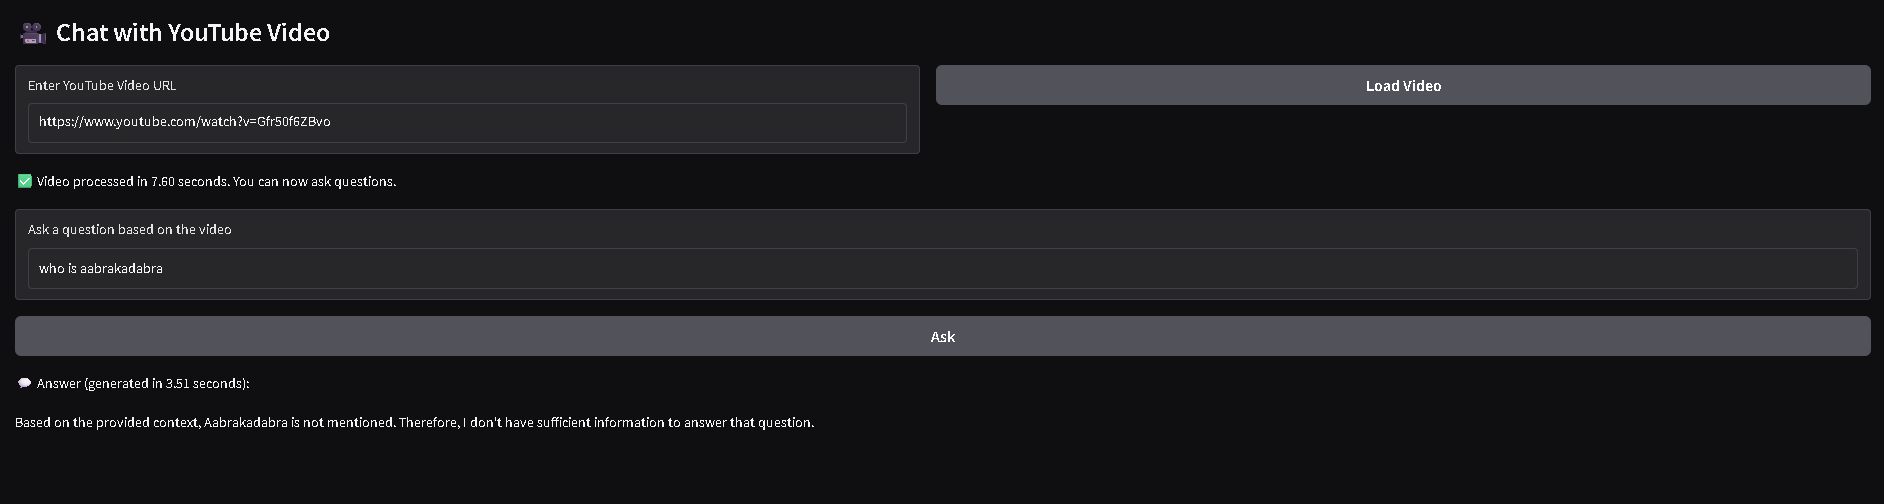 Chat with YouTube Video
Enter YouTube Video URL
https://www.youtube.com/watch?v=Gfr50f6ZBvo
Load Video
Video processed in 7.60 seconds. You can now ask questions.
Ask a question based on the video
who is aabrakadabra
Ask
Answer (generated in 3.51 seconds):
Based on the provided context, Aabrakadabra is not mentioned. Therefore, I don't have sufficient information to answer that question.